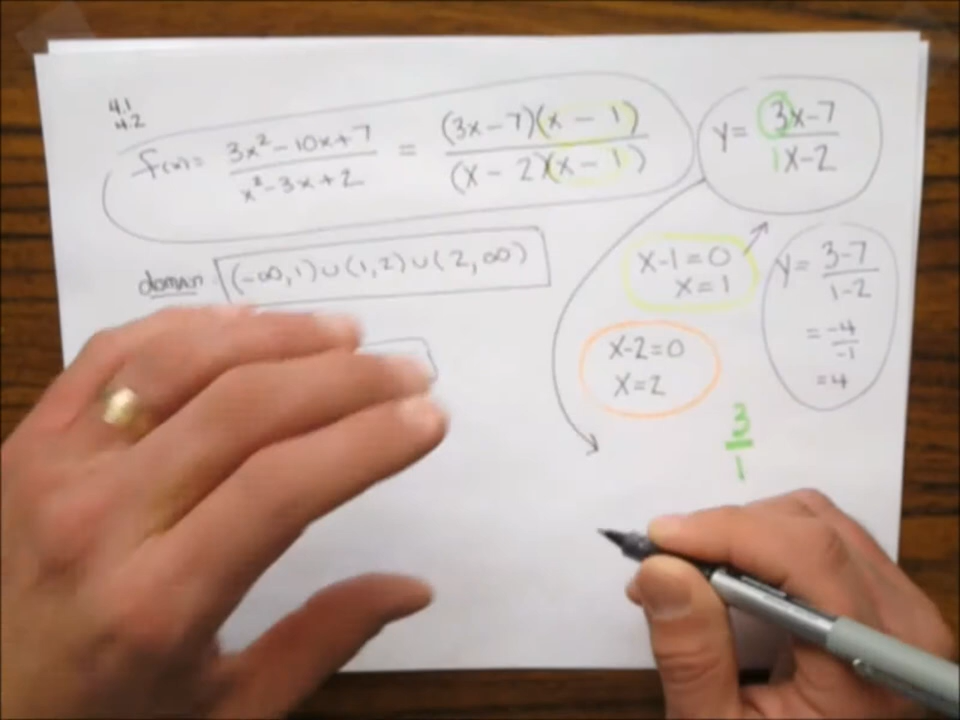 4.1
4.2
f(x) = 3x² - 10x + 7 / x² - 3x + 2 = (3x - 7)(x - 1) / (x - 2)(x - 1)
y = 3x - 7 / 1x - 2
domain: (-∞, 1) ∪ (1, 2) ∪ (2, ∞)
x - 1 = 0
x = 1
y = 3 - 7 / 1 - 2
= -4 / -1
= 4
x - 2 = 0
x = 2
3 / 1